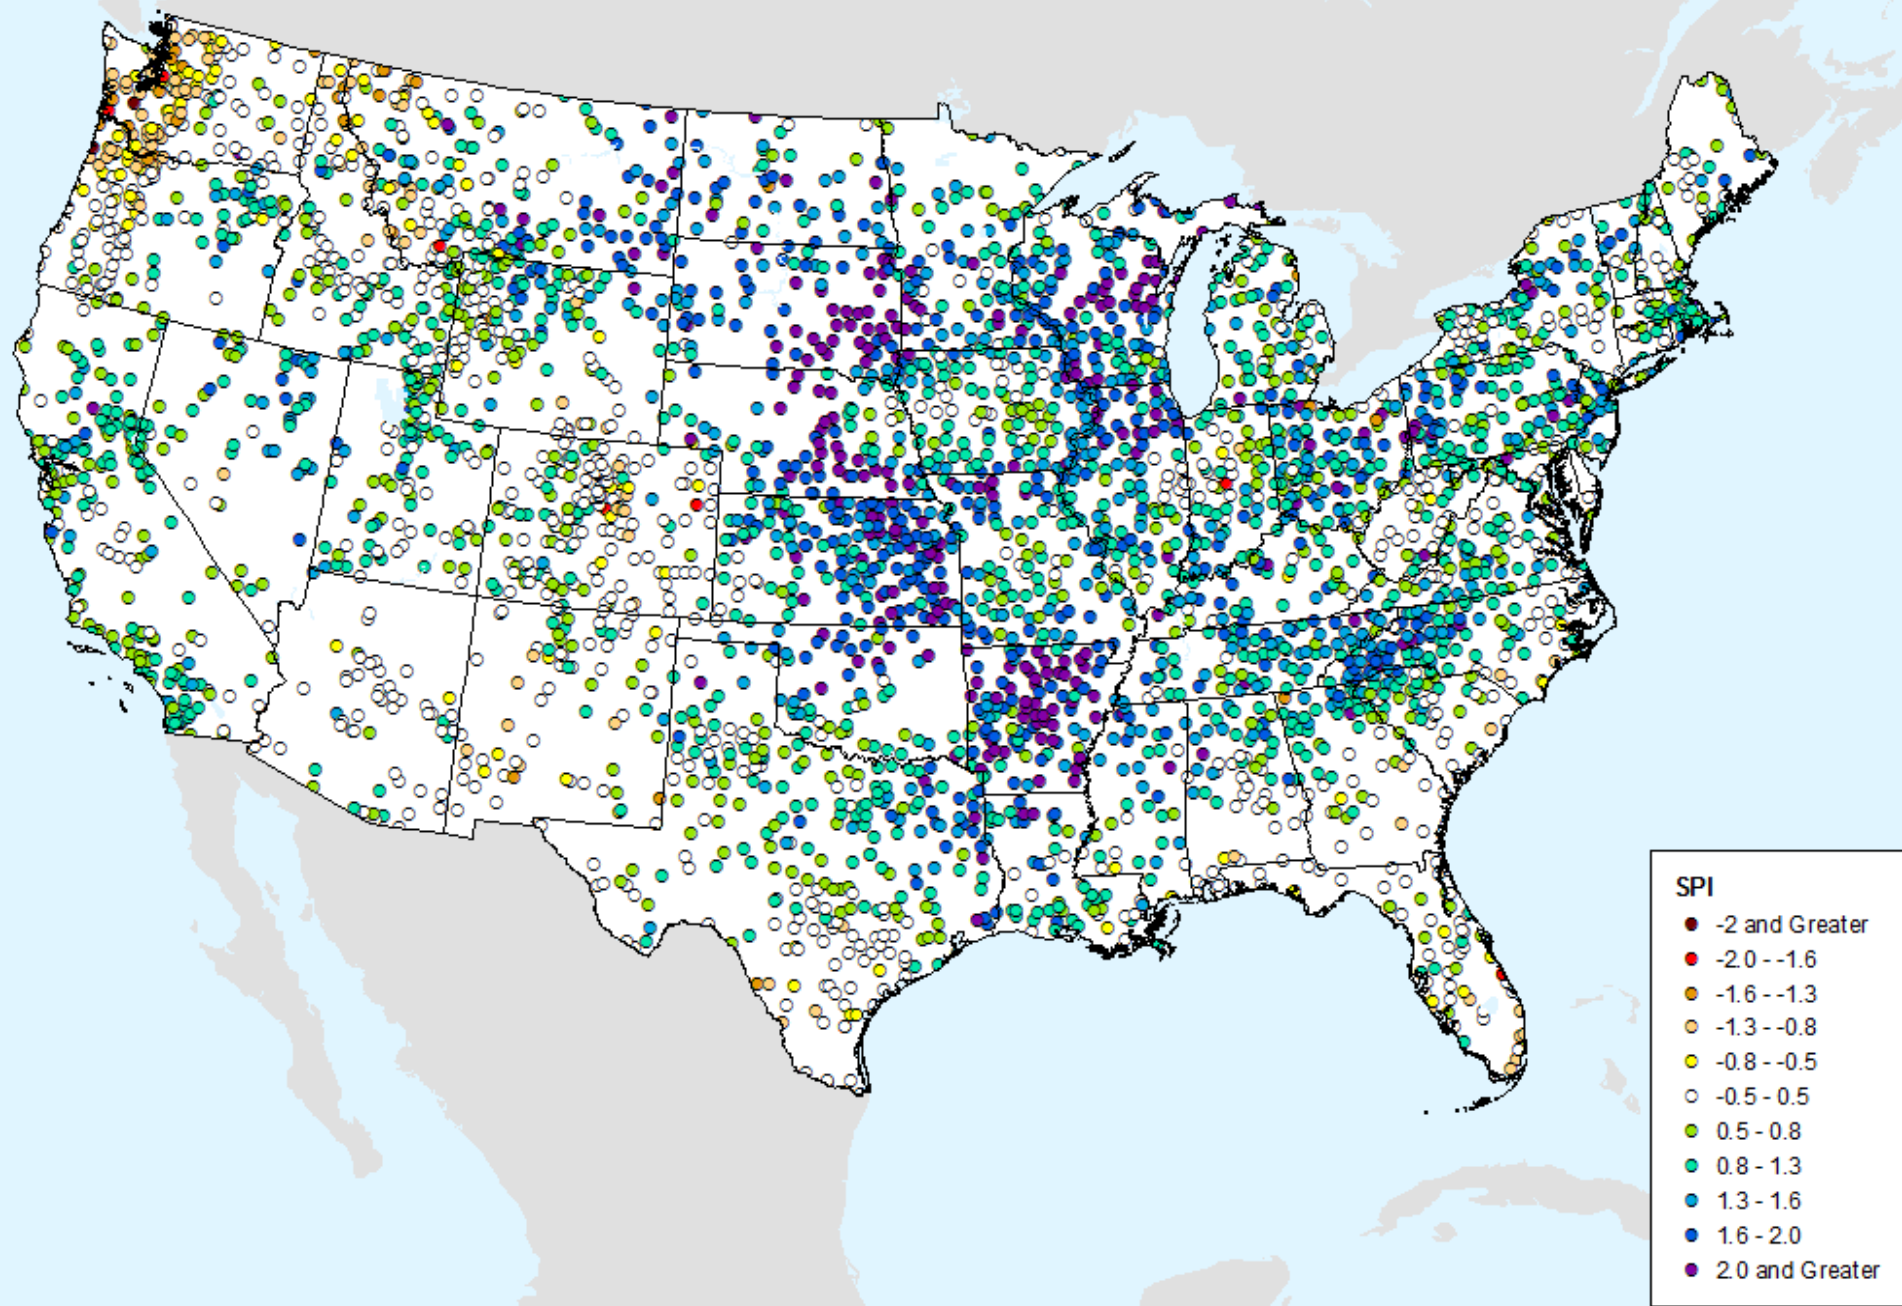 SPI
-2 and Greater
-2.0 - -1.6
-1.6 - -1.3
-1.3 - -0.8
-0.8 - -0.5
-0.5 - 0.5
0.5 - 0.8
0.8 - 1.3
1.3 - 1.6
1.6 - 2.0
2.0 and Greater